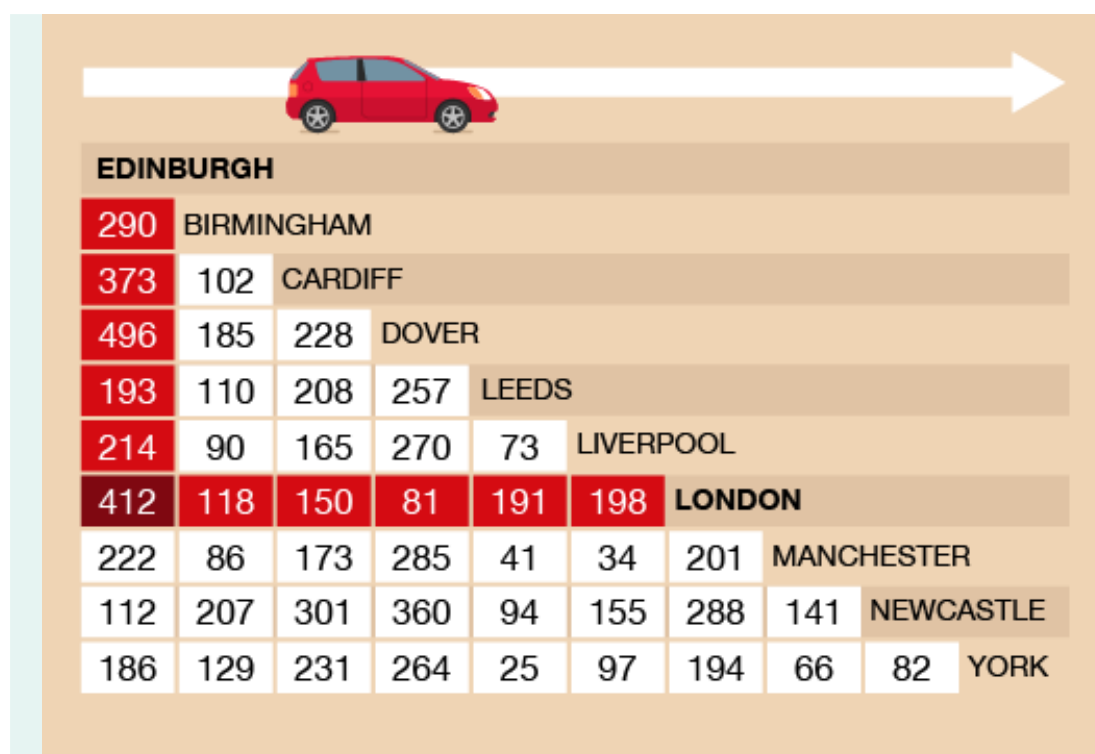 EDINBURGH
290 BIRMINGHAM
373 102 CARDIFF
496 185 228 DOVER
193 110 208 257 LEEDS
214 90 165 270 73 LIVERPOOL
412 118 150 81 191 198 LONDON
222 86 173 285 41 34 201 MANCHESTER
112 207 301 360 94 155 288 141 NEWCASTLE
186 129 231 264 25 97 194 66 82 YORK